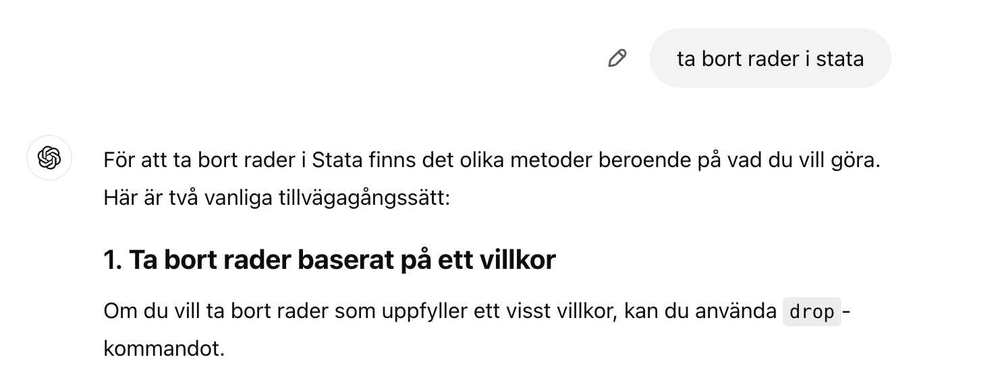 ta bort rader i stata
För att ta bort rader i Stata finns det olika metoder beroende på vad du vill göra.
Här är två vanliga tillvägagångssätt:
1. Ta bort rader baserat på ett villkor
Om du vill ta bort rader som uppfyller ett visst villkor, kan du använda drop-
kommandot.